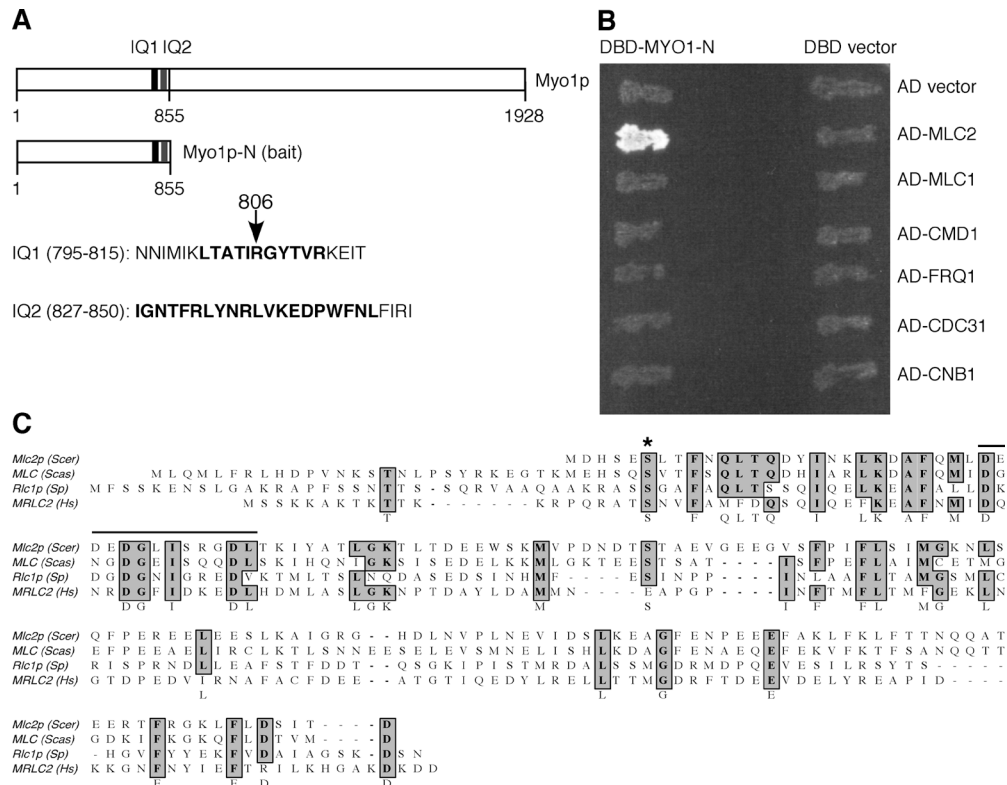 A
IQ1 IQ2
Myo1p
1 855 1928
Myo1p-N (bait)
1 855
806
IQ1 (795-815): NNIMIKLTATIRGYTVRKEIT
IQ2 (827-850): IGNTFRLYNRLVKEDPWFNLFIRI
B
DBD-MYO1-N DBD vector
AD vector
AD-MLC2
AD-MLC1
AD-CMD1
AD-FRQ1
AD-CDC31
AD-CNB1
C
*
Mlc2p (Scer) M D H S E S L T F N Q L T Q D Y I N K L K D A F Q M L D E
MLC (Scas) M L Q M L F R L H D P V N K S T N L P S Y R K E G T K M E H S Q S V T F S Q L T Q D H I A R L K D A F Q M I D G
Rlc1p (Sp) M F S S K E N S L G A K R A P F S S N T T S - S Q R V A A Q A A K R A S S G A F A Q L T S S Q I Q E L K E A F A L L D K
MRLC2 (Hs) M S S K K A K T K T T K - - - - - - - K R P Q R A T S N V F A M F D Q S Q I Q E F K E A F N M I D Q
T S F Q L T Q I L K A F M D
Mlc2p (Scer) D E D G L I S R G D L T K I Y A T L G K T L T D E E W S K M V P D N D T S T A E V G E E G V S F P I F L S I M G K N L S
MLC (Scas) N G D G E I S Q Q D L S K I H Q N I G K S I S E D E L K K M L G K T E E S T S A P - - - - I S F P E F L A I M C E T M G
Rlc1p (Sp) D G D G N I G R E D V K T M L T S L N Q D A S E D S I N H M F - - - - - E S I N P P - - - - I N L A A F L T A M G S M L C
MRLC2 (Hs) N R D G F I D K E D L H D M L A S L G K N P T D A Y L D A M M - - - - - E A P G P - - - - I N F T M F L T M F G E K L N
D G I D L L G K M S I F F L M G L
Mlc2p (Scer) Q F P E R E E L E E S L K A I G R G - - H D L N V P L N E V I D S L K E A G F E N P E E E F A K L F K L F T T N Q Q A T
MLC (Scas) E F P E E A E L I R C L K T L S N N E E S E L E V S M N E L I S H L K D A G F E N A E Q E F E K V F K T F S A N Q Q T T
Rlc1p (Sp) R I S P R N D L L E A F S T F D D T - - Q S G K I P I S T M R D A L S S M G D R M D P Q E V E S I L R S Y T S - - - -
MRLC2 (Hs) G T D P E D V I R N A F A C F D E E - - A T G T I Q E D Y L R E L L T T M G D R F T D E E V D E L Y R E A P I D - - - -
L L G E
Mlc2p (Scer) E E R T F R G K L F L D S I T - - - - D
MLC (Scas) G D K I F K G K Q F L D T V M - - - - D
Rlc1p (Sp) - H G V F Y Y E K F V D A I A G S K - D S N
MRLC2 (Hs) K K G N F N Y I E F T R I L K H G A K D K D D
F F D D